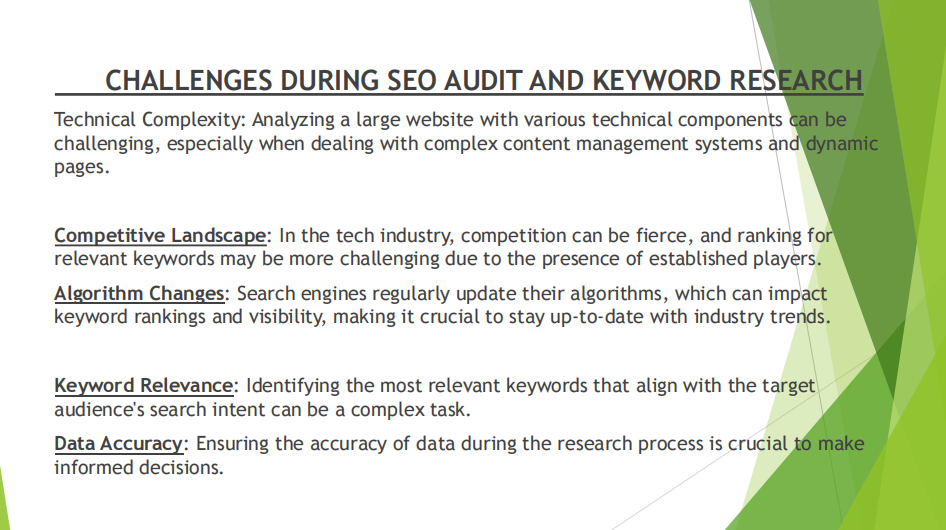 CHALLENGES DURING SEO AUDIT AND KEYWORD RESEARCH
Technical Complexity: Analyzing a large website with various technical components can be
challenging, especially when dealing with complex content management systems and dynamic
pages.
Competitive Landscape: In the tech industry, competition can be fierce, and ranking for
relevant keywords may be more challenging due to the presence of established players.
Algorithm Changes: Search engines regularly update their algorithms, which can impact
keyword rankings and visibility, making it crucial to stay up-to-date with industry trends.
Keyword Relevance: Identifying the most relevant keywords that align with the target
audience's search intent can be a complex task.
Data Accuracy: Ensuring the accuracy of data during the research process is crucial to make
informed decisions.